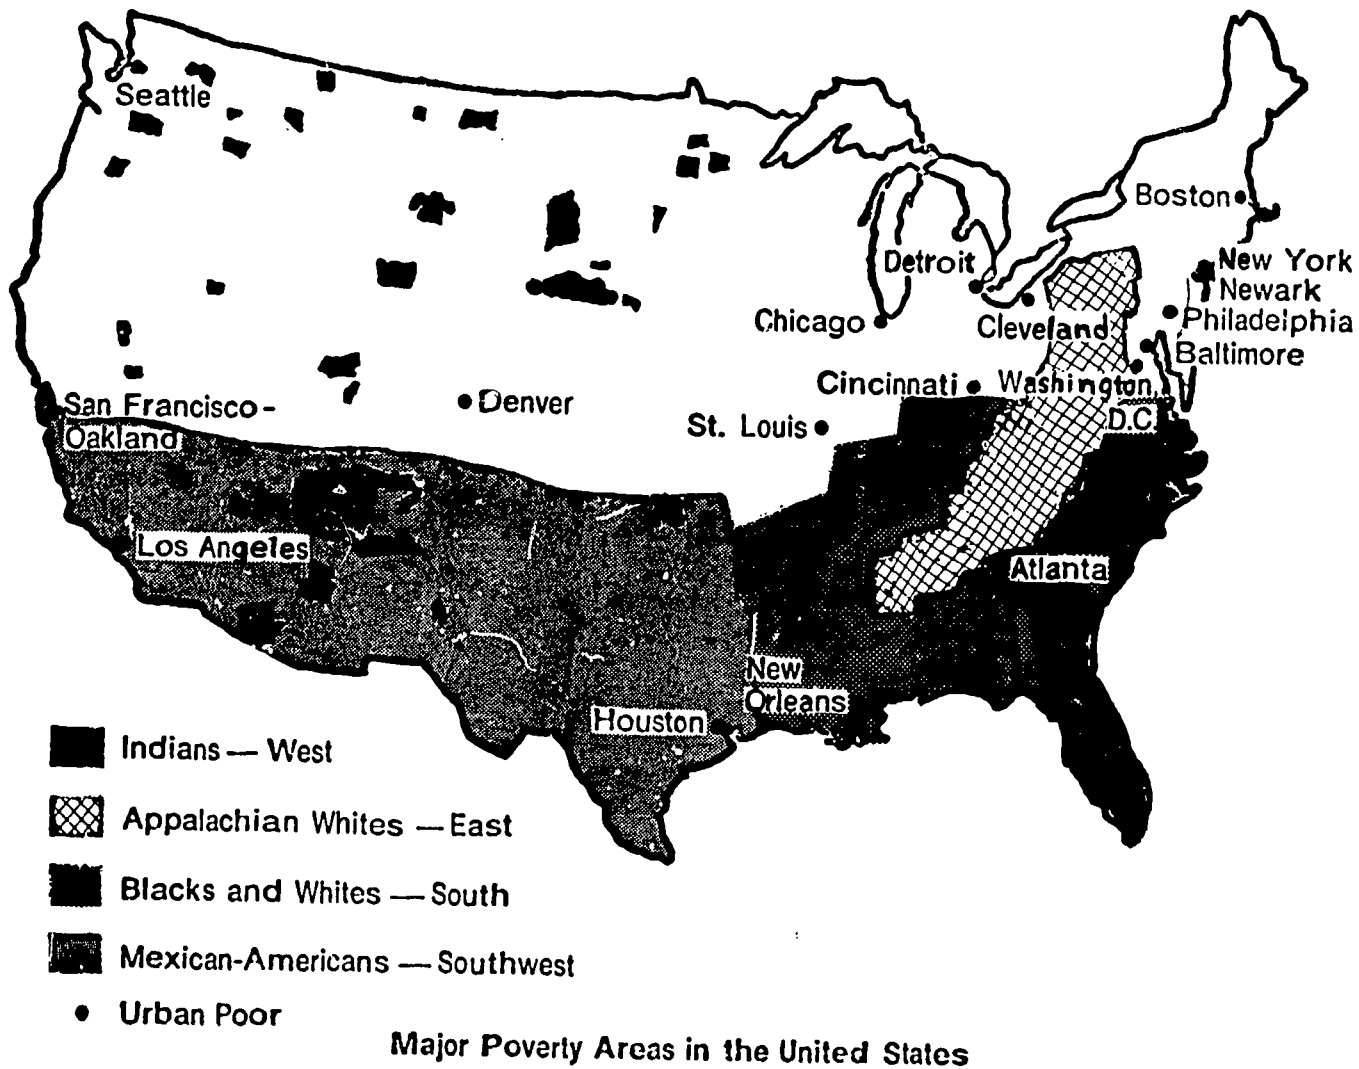 Seattle
Boston
Detroit
New York
Newark
Chicago
Cleveland
Philadelphia
Baltimore
Cincinnati
Washington,
D.C.
San Francisco-
Oakland
Denver
St. Louis
Los Angeles
Atlanta
New
Orleans
Houston
Indians — West
Appalachian Whites — East
Blacks and Whites — South
Mexican-Americans — Southwest
Urban Poor
Major Poverty Areas in the United States